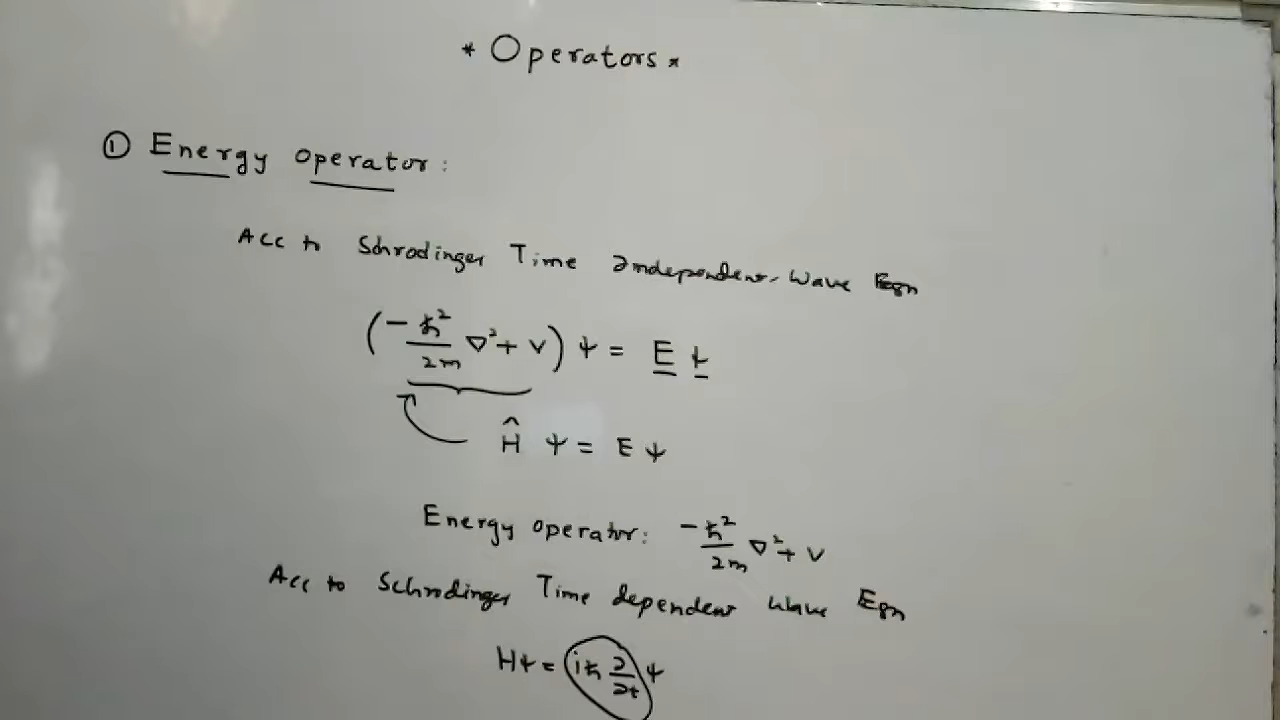 * Operators *
① Energy operator:
Acc to Schrodinger Time Independent Wave Eqn
(-ℏ²/2m ∇² + V) ψ = E ψ
Ĥ ψ = E ψ
Energy operator: -ℏ²/2m ∇² + V
Acc to Schrodinger Time dependent wave Eqn
Hψ = iℏ ∂/∂t ψ